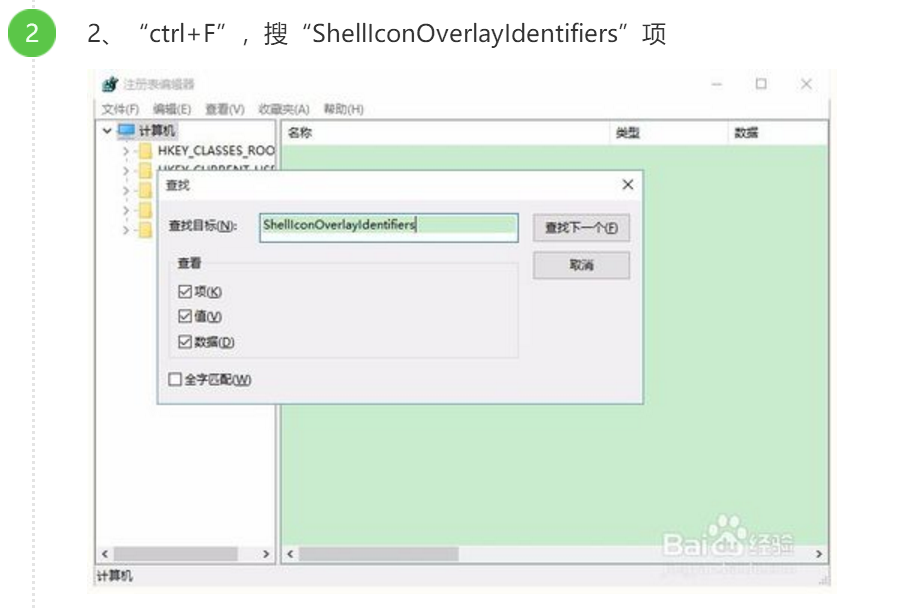 2
2、“ctrl+F”，搜“ShellIconOverlayIdentifiers”项
注册表编辑器
文件(F) 编辑(E) 查看(V) 收藏夹(A) 帮助(H)
计算机
名称 类型 数据
HKEY_CLASSES_ROO
HKEY_CURRENT_USE
查找
查找目标(N): ShellIconOverlayIdentifiers 查找下一个(F)
取消
查看
项(K)
值(V)
数据(D)
全字匹配(W)
Baidu 经验
计算机